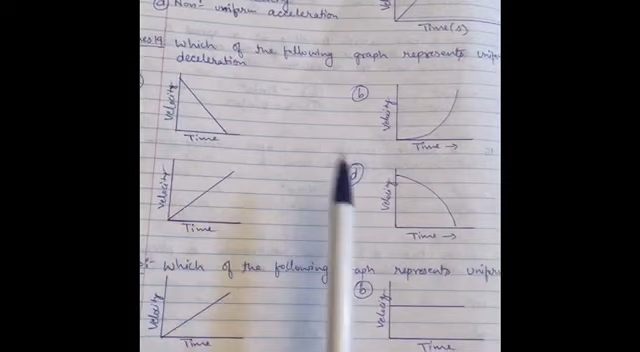 (d) Non- uniform acceleration
Time(s)
Which of the following graph represents
deceleration
Velocity
Time
(b)
Velocity
Time →
Velocity
Time
(d)
Velocity
Time →
Which of the following graph represents
Velocity
Time
(b)
Velocity
Time